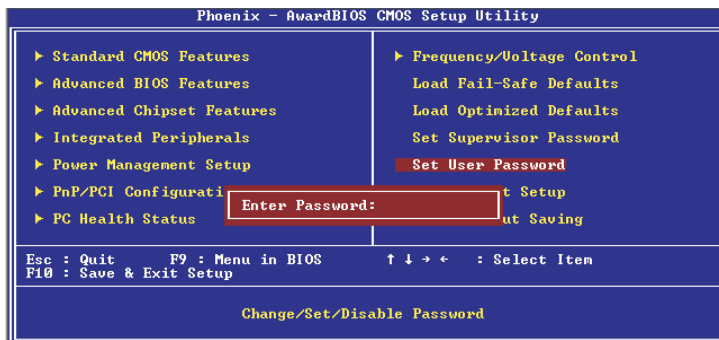 Phoenix - AwardBIOS CMOS Setup Utility
▶ Standard CMOS Features
▶ Advanced BIOS Features
▶ Advanced Chipset Features
▶ Integrated Peripherals
▶ Power Management Setup
▶ PnP/PCI Configurati
▶ PC Health Status
▶ Frequency/Voltage Control
Load Fail-Safe Defaults
Load Optimized Defaults
Set Supervisor Password
Set User Password
t Setup
ut Saving
Enter Password:
Esc : Quit F9 : Menu in BIOS ↑ ↓ → ← : Select Item
F10 : Save & Exit Setup
Change/Set/Disable Password